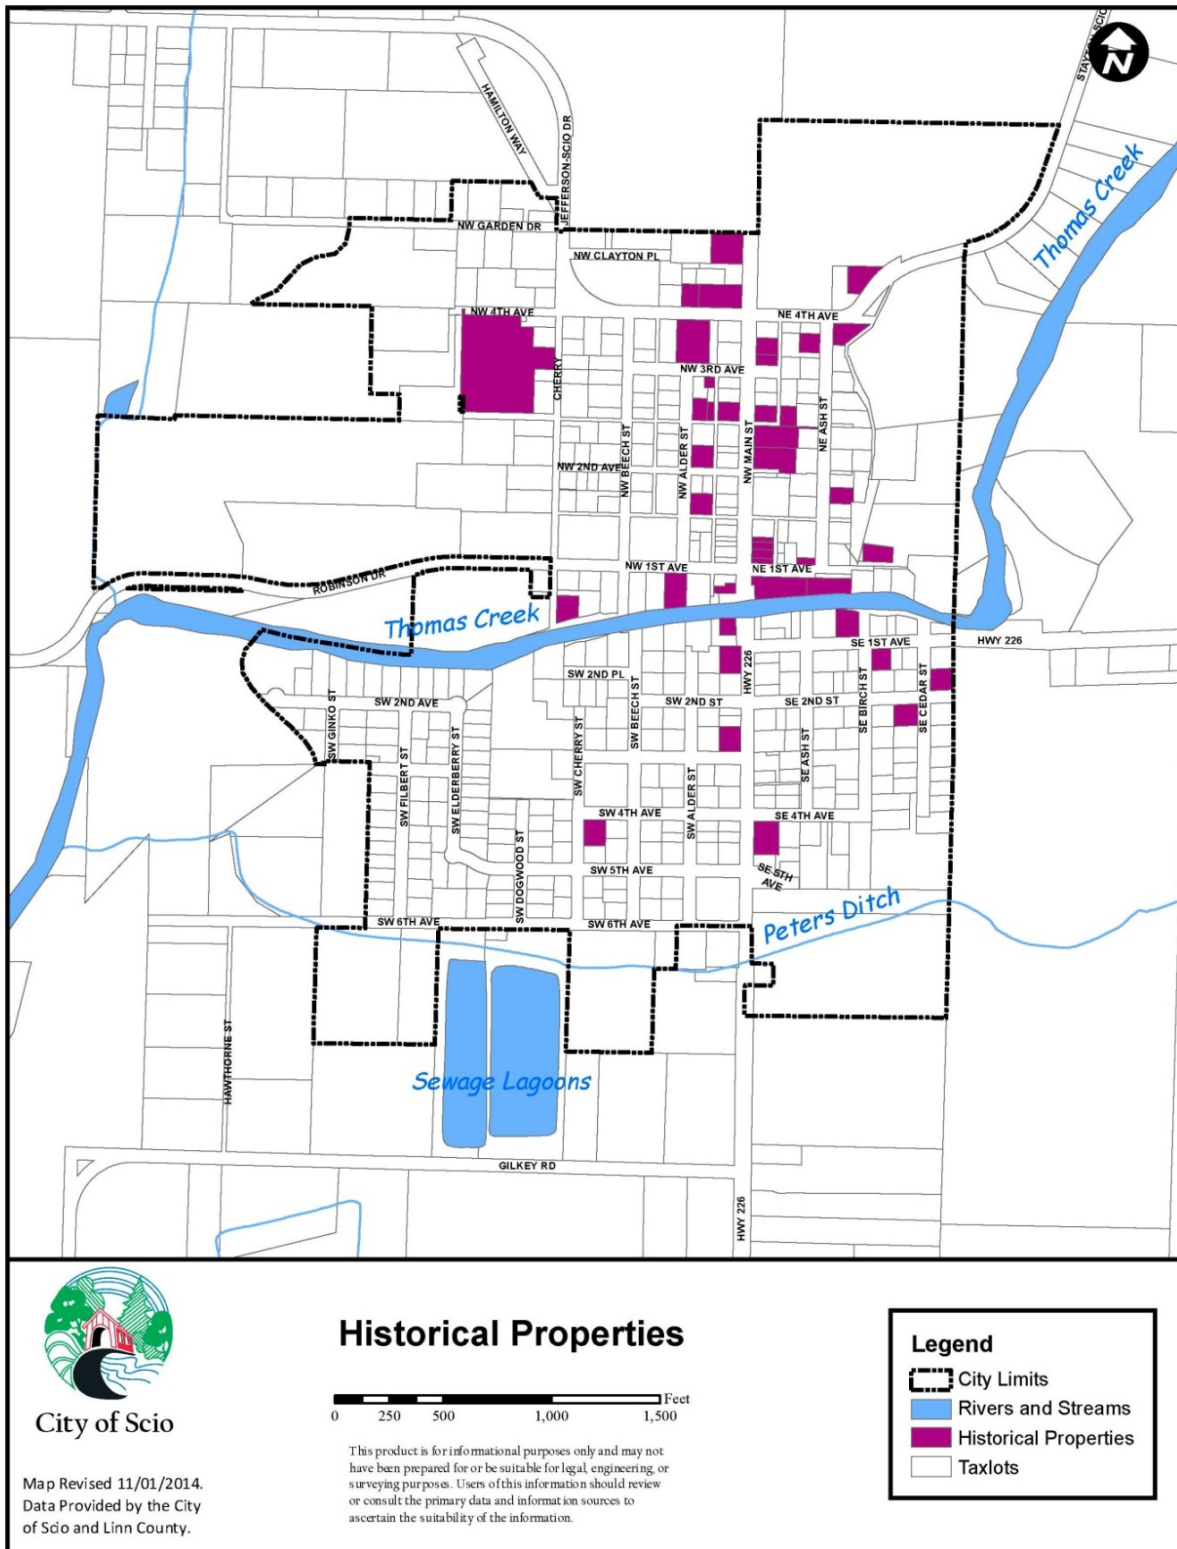 STAYTON-SCIO
N
HAMILTON WAY
JEFFERSON-SCIO DR
Thomas Creek
NW GARDEN DR
NW CLAYTON PL
NW 4TH AVE
NE 4TH AVE
CHERRY
NW 3RD AVE
NE ASH ST
NW BEECH ST
NW ALDER ST
NW MAIN ST
NW 2ND AVE
NW 1ST AVE
NE 1ST AVE
ROBINSON DR
Thomas Creek
SE 1ST AVE
HWY 226
HWY 226
SW 2ND PL
SW BEECH ST
SE BIRCH ST
SE CEDAR ST
SW 2ND AVE
SW 2ND ST
SE 2ND ST
SW GINKO ST
SW CHERRY ST
SW FILBERT ST
SW ELDERBERRY ST
SE ASH ST
SW ALDER ST
SW 4TH AVE
SE 4TH AVE
SW DOGWOOD ST
SW 5TH AVE
SE 5TH
AVE
Peters Ditch
SW 6TH AVE
SW 6TH AVE
HAWTHORNE ST
Sewage Lagoons
GILKEY RD
HWY 226
City of Scio
Map Revised 11/01/2014.
Data Provided by the City
of Scio and Linn County.
Historical Properties
Feet
0 250 500 1,000 1,500
This product is for informational purposes only and may not
have been prepared for or be suitable for legal, engineering, or
surveying purposes. Users of this information should review
or consult the primary data and information sources to
ascertain the suitability of the information.
Legend
City Limits
Rivers and Streams
Historical Properties
Taxlots